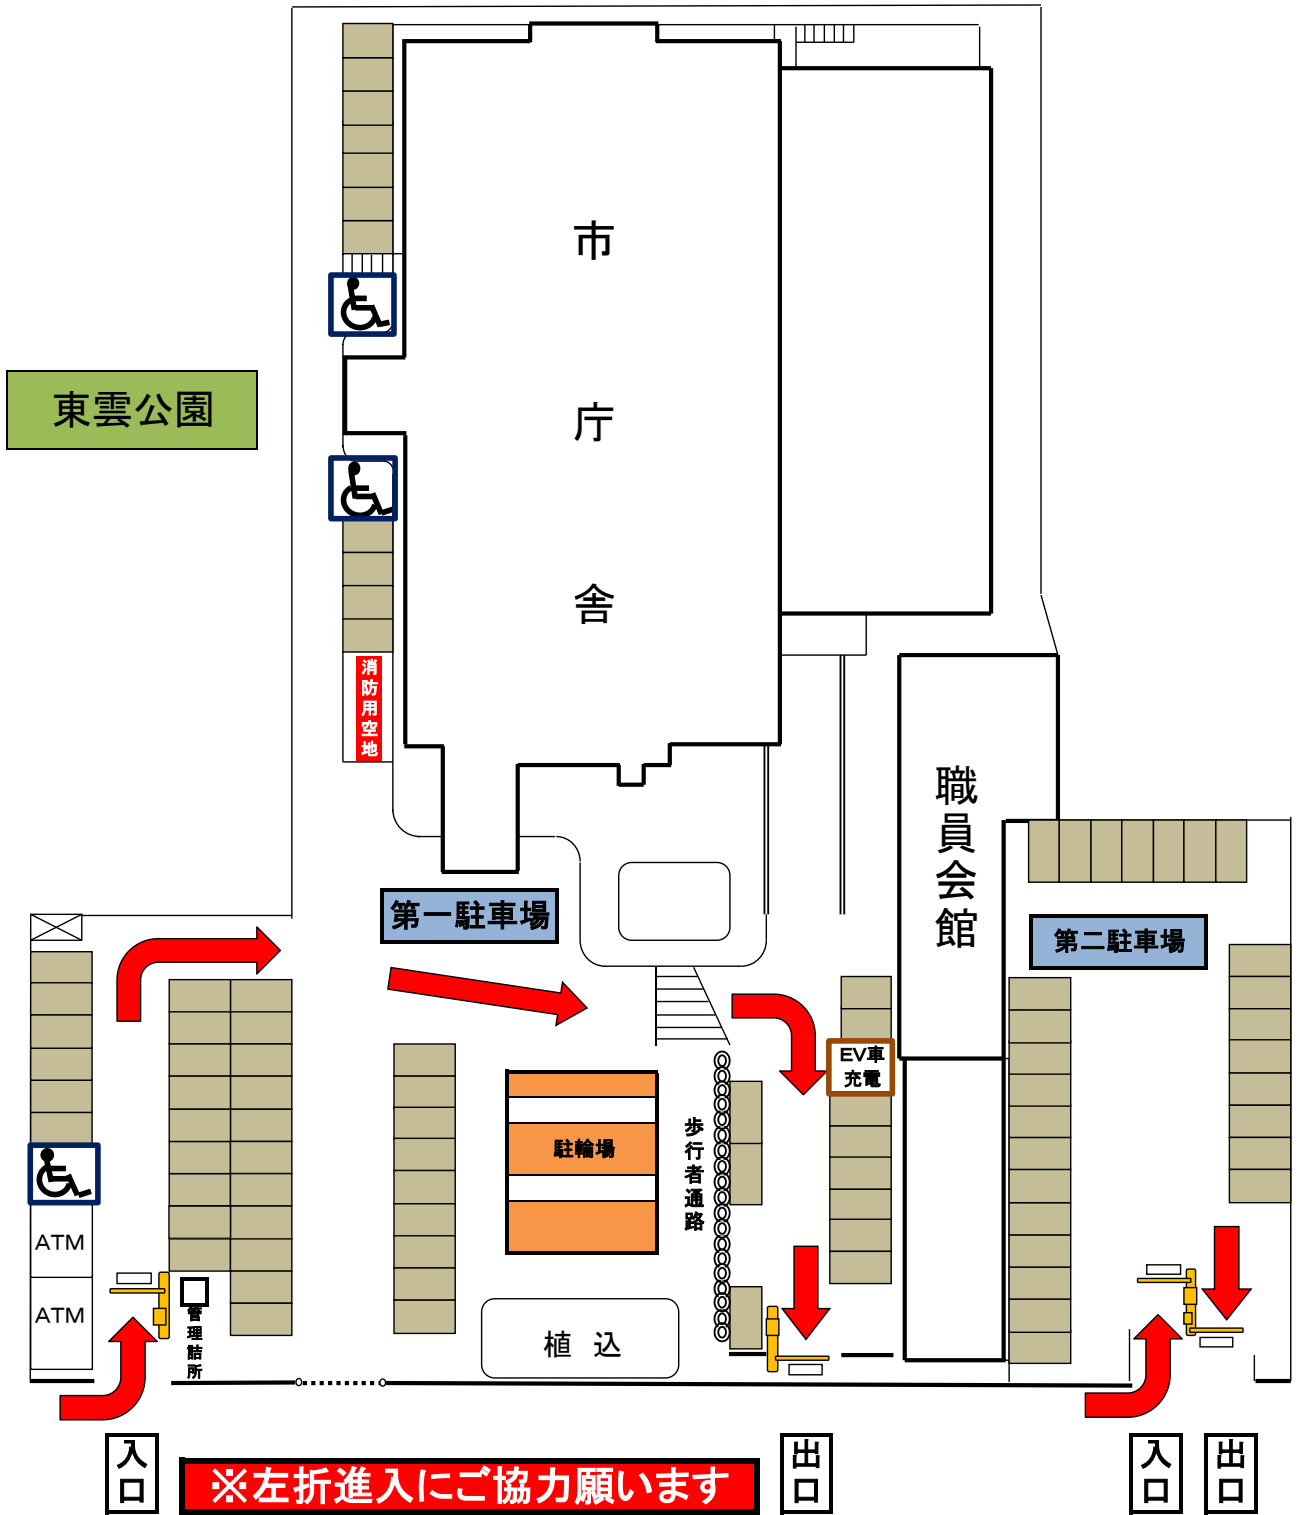 市庁舎
東雲公園
消防用空地
職員会館
第一駐車場
第二駐車場
EV車
充電
駐輪場
歩行者通路
ATM
ATM
管理詰所
植込
入口
※左折進入にご協力願います
出口
入口
出口